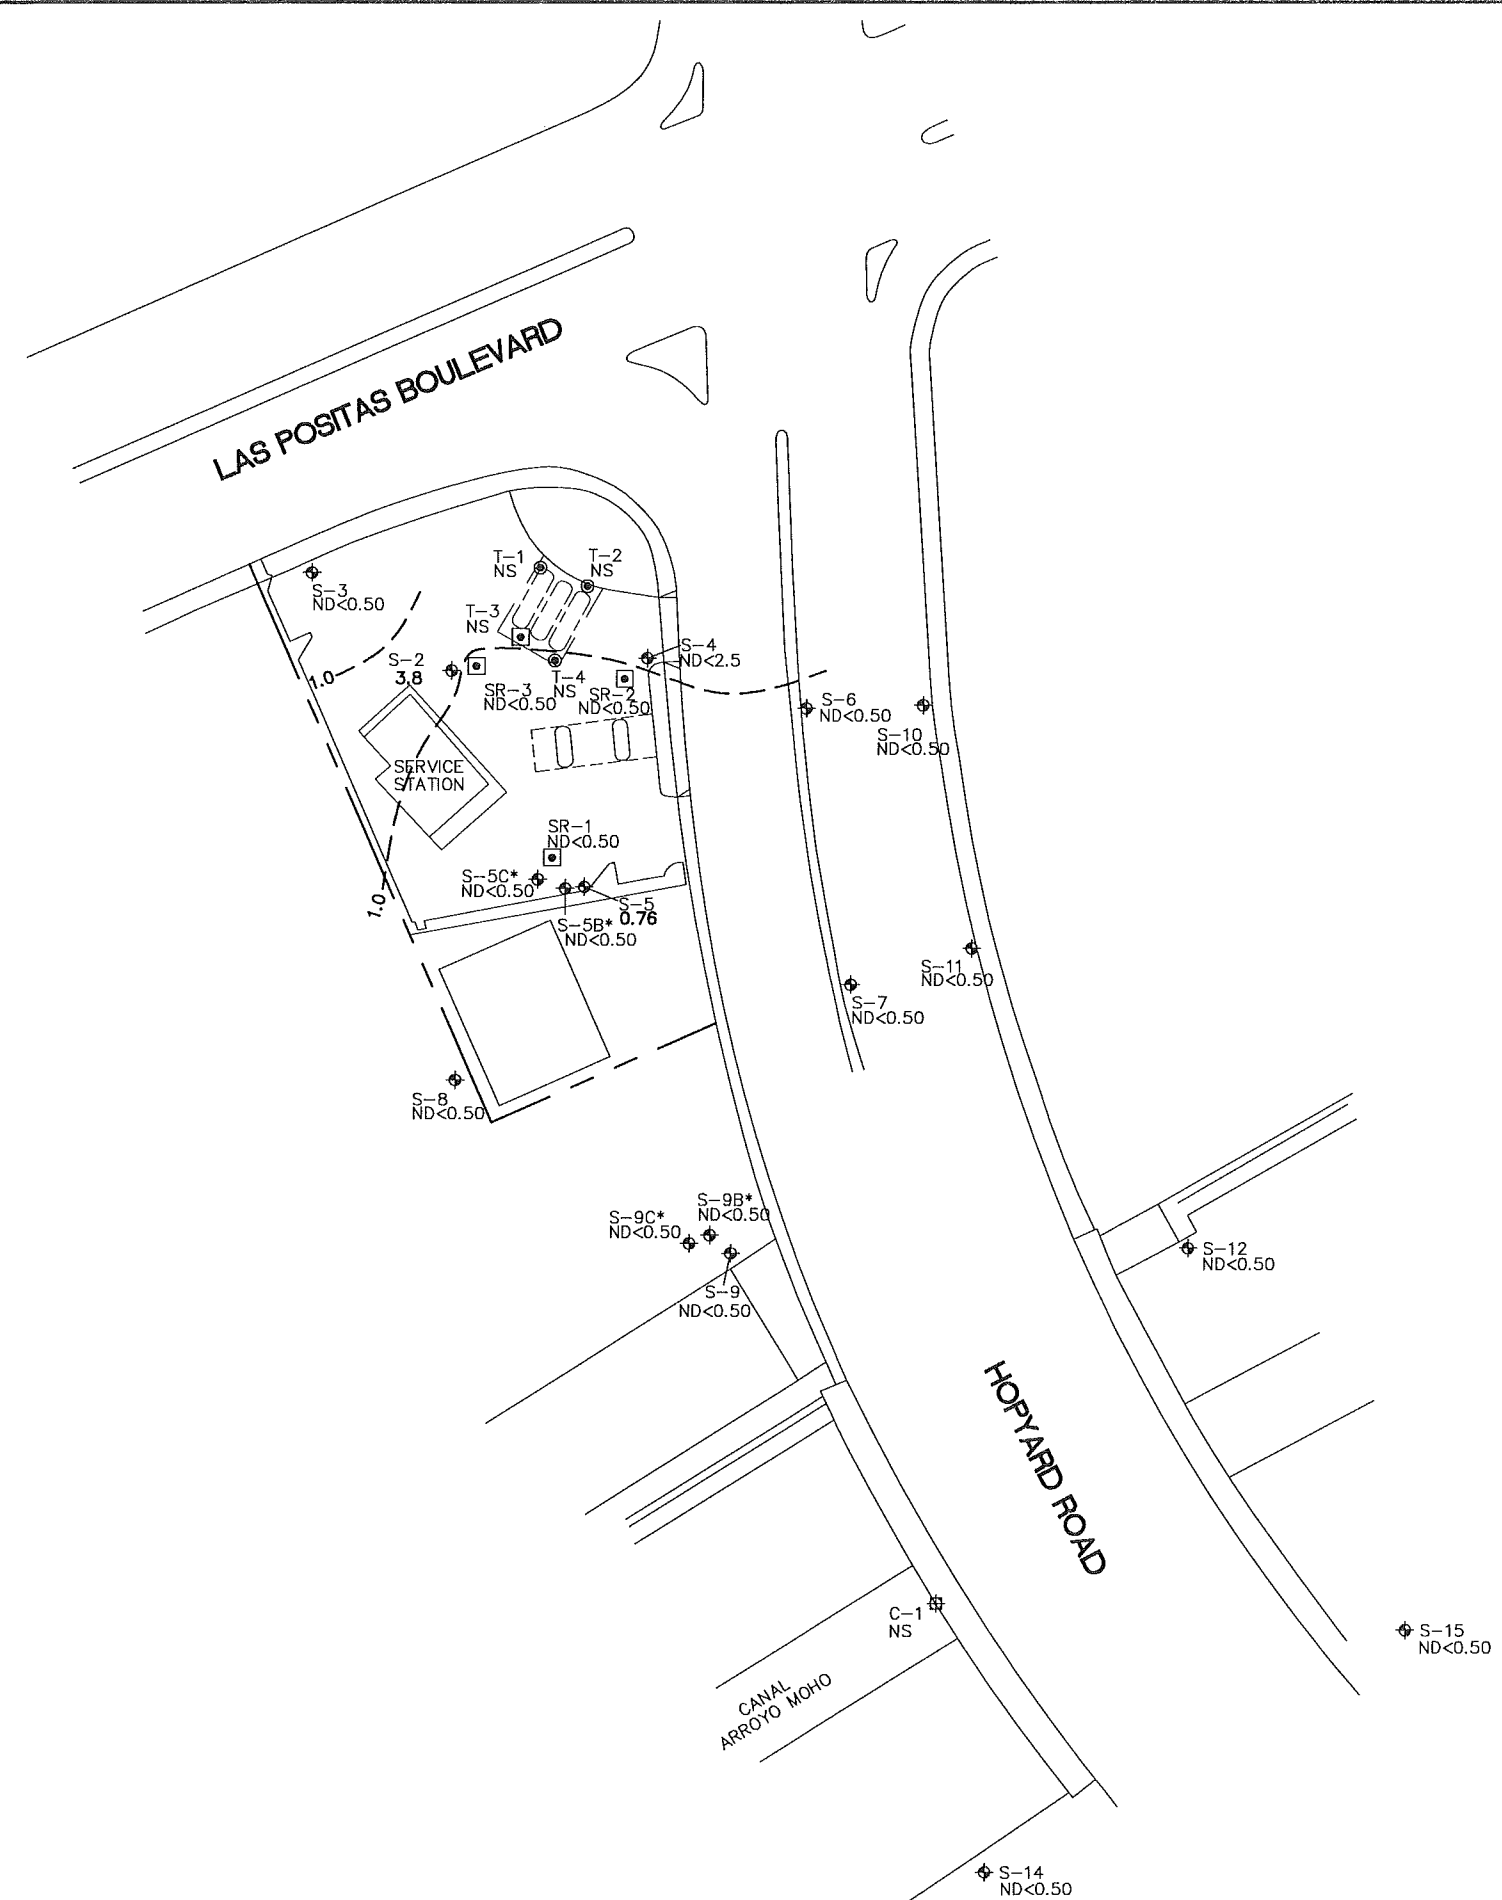 LAS POSITAS BOULEVARD
T-1
NS
T-2
NS
S-3
ND<0.50
T-3
NS
S-4
ND<2.5
S-2
3.8
1.0
SR-3
ND<0.50
T-4
NS
SR-2
ND<0.50
S-6
ND<0.50
S-10
ND<0.50
SERVICE
STATION
SR-1
ND<0.50
S-5C*
ND<0.50
1.0
S-5
0.76
S-5B*
ND<0.50
S-11
ND<0.50
S-7
ND<0.50
S-8
ND<0.50
S-9B*
ND<0.50
S-9C*
ND<0.50
S-12
ND<0.50
S-9
ND<0.50
HOPYARD ROAD
C-1
NS
S-15
ND<0.50
CANAL
ARROYO MOHO
S-14
ND<0.50